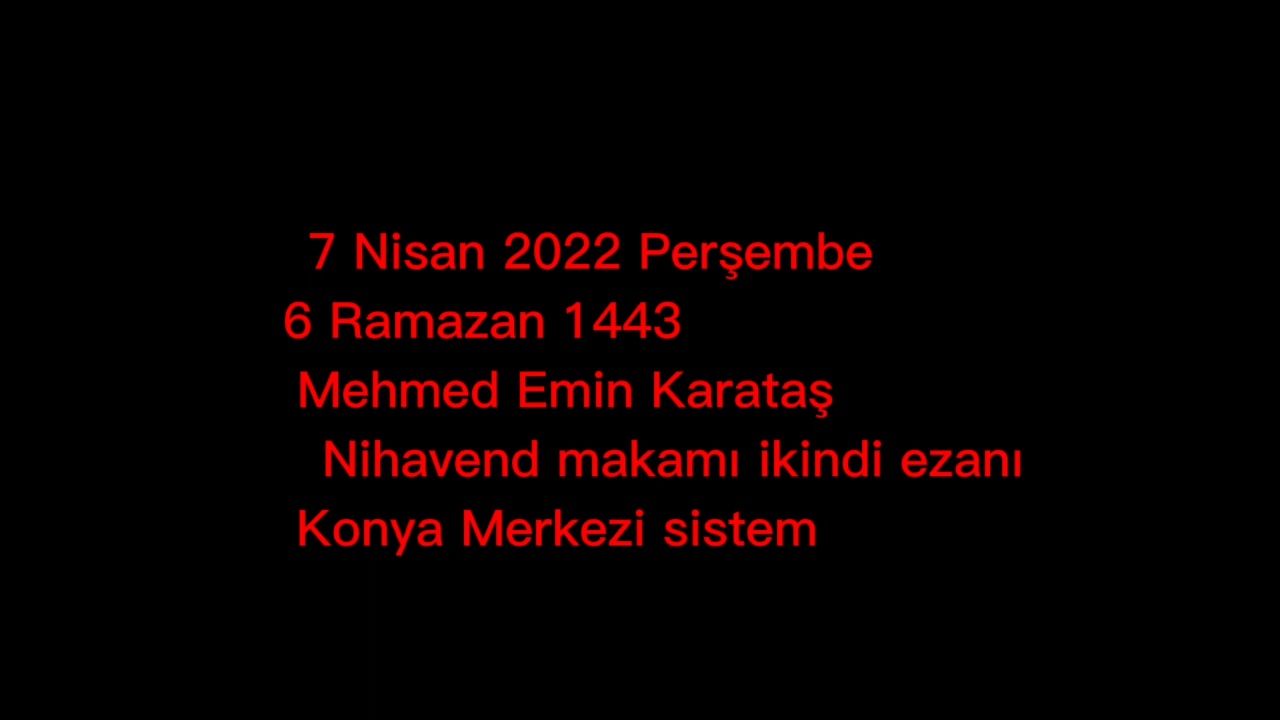 7 Nisan 2022 Perşembe
6 Ramazan 1443
Mehmed Emin Karataş
Nihavend makamı ikindi ezanı
Konya Merkezi sistem